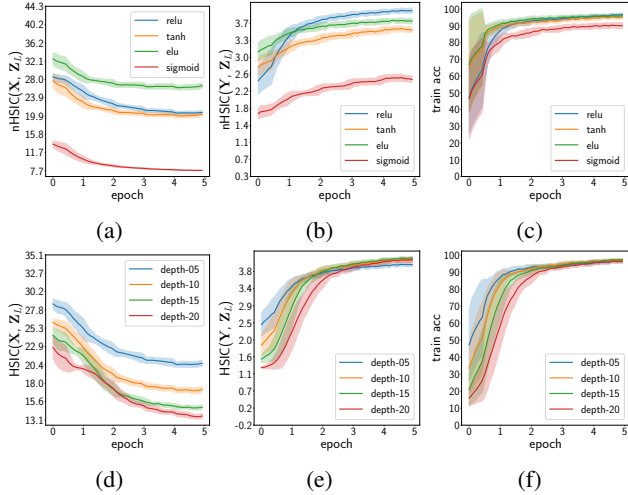 44.3
40.2
36.1
32.1
28.0
23.9
19.9
15.8
11.7
7.7
nHSIC(X, Z_L)
relu
tanh
elu
sigmoid
0 1 2 3 4 5
epoch
(a)
3.7
3.3
3.0
2.6
2.2
1.8
1.4
1.1
0.7
0.3
nHSIC(Y, Z_L)
relu
tanh
elu
sigmoid
0 1 2 3 4 5
epoch
(b)
100
90
80
70
60
50
40
30
20
10
0
train acc
relu
tanh
elu
sigmoid
0 1 2 3 4 5
epoch
(c)
35.1
32.7
30.2
27.8
25.3
22.9
20.4
18.0
15.6
13.1
HSIC(X, Z_L)
depth-05
depth-10
depth-15
depth-20
0 1 2 3 4 5
epoch
(d)
3.8
3.3
2.9
2.5
2.0
1.6
1.1
0.7
0.2
-0.2
HSIC(Y, Z_L)
depth-05
depth-10
depth-15
depth-20
0 1 2 3 4 5
epoch
(e)
100
90
80
70
60
50
40
30
20
10
0
train acc
depth-05
depth-10
depth-15
depth-20
0 1 2 3 4 5
epoch
(f)